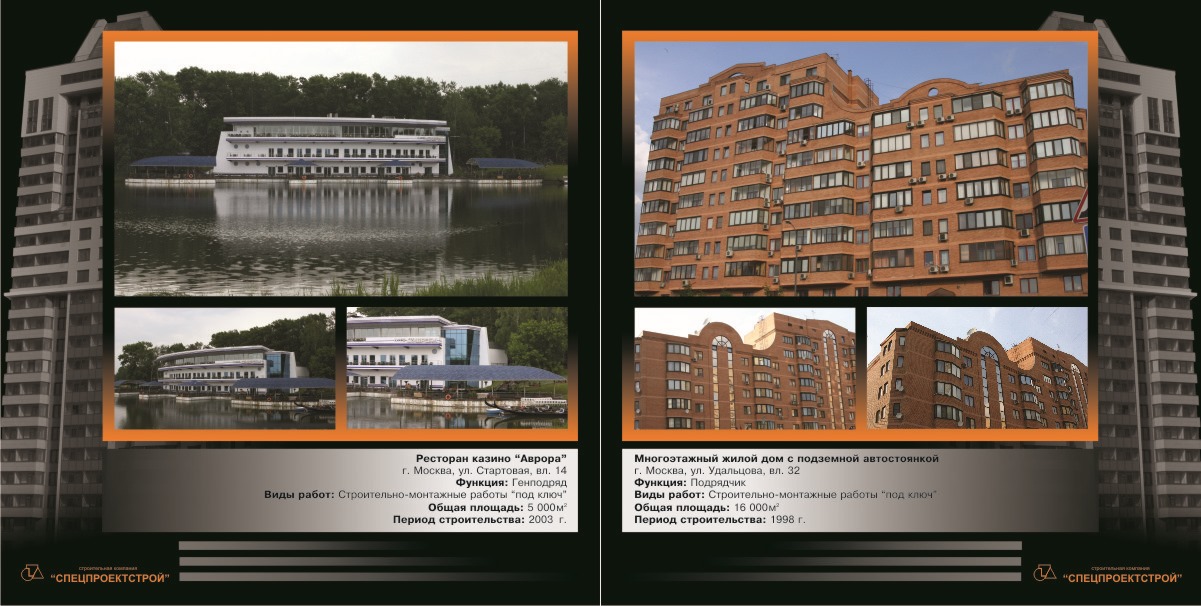 Ресторан казино “Аврора”
г. Москва, ул. Стартовая, вл. 14
Функция: Генподряд
Виды работ: Строительно-монтажные работы “под ключ”
Общая площадь: 5 000м²
Период строительства: 2003 г.
строительная компания
“СПЕЦПРОЕКТСТРОЙ”
Многоэтажный жилой дом с подземной автостоянкой
г. Москва, ул. Удальцова, вл. 32
Функция: Подрядчик
Виды работ: Строительно-монтажные работы “под ключ”
Общая площадь: 16 000м²
Период строительства: 1998 г.
строительная компания
“СПЕЦПРОЕКТСТРОЙ”